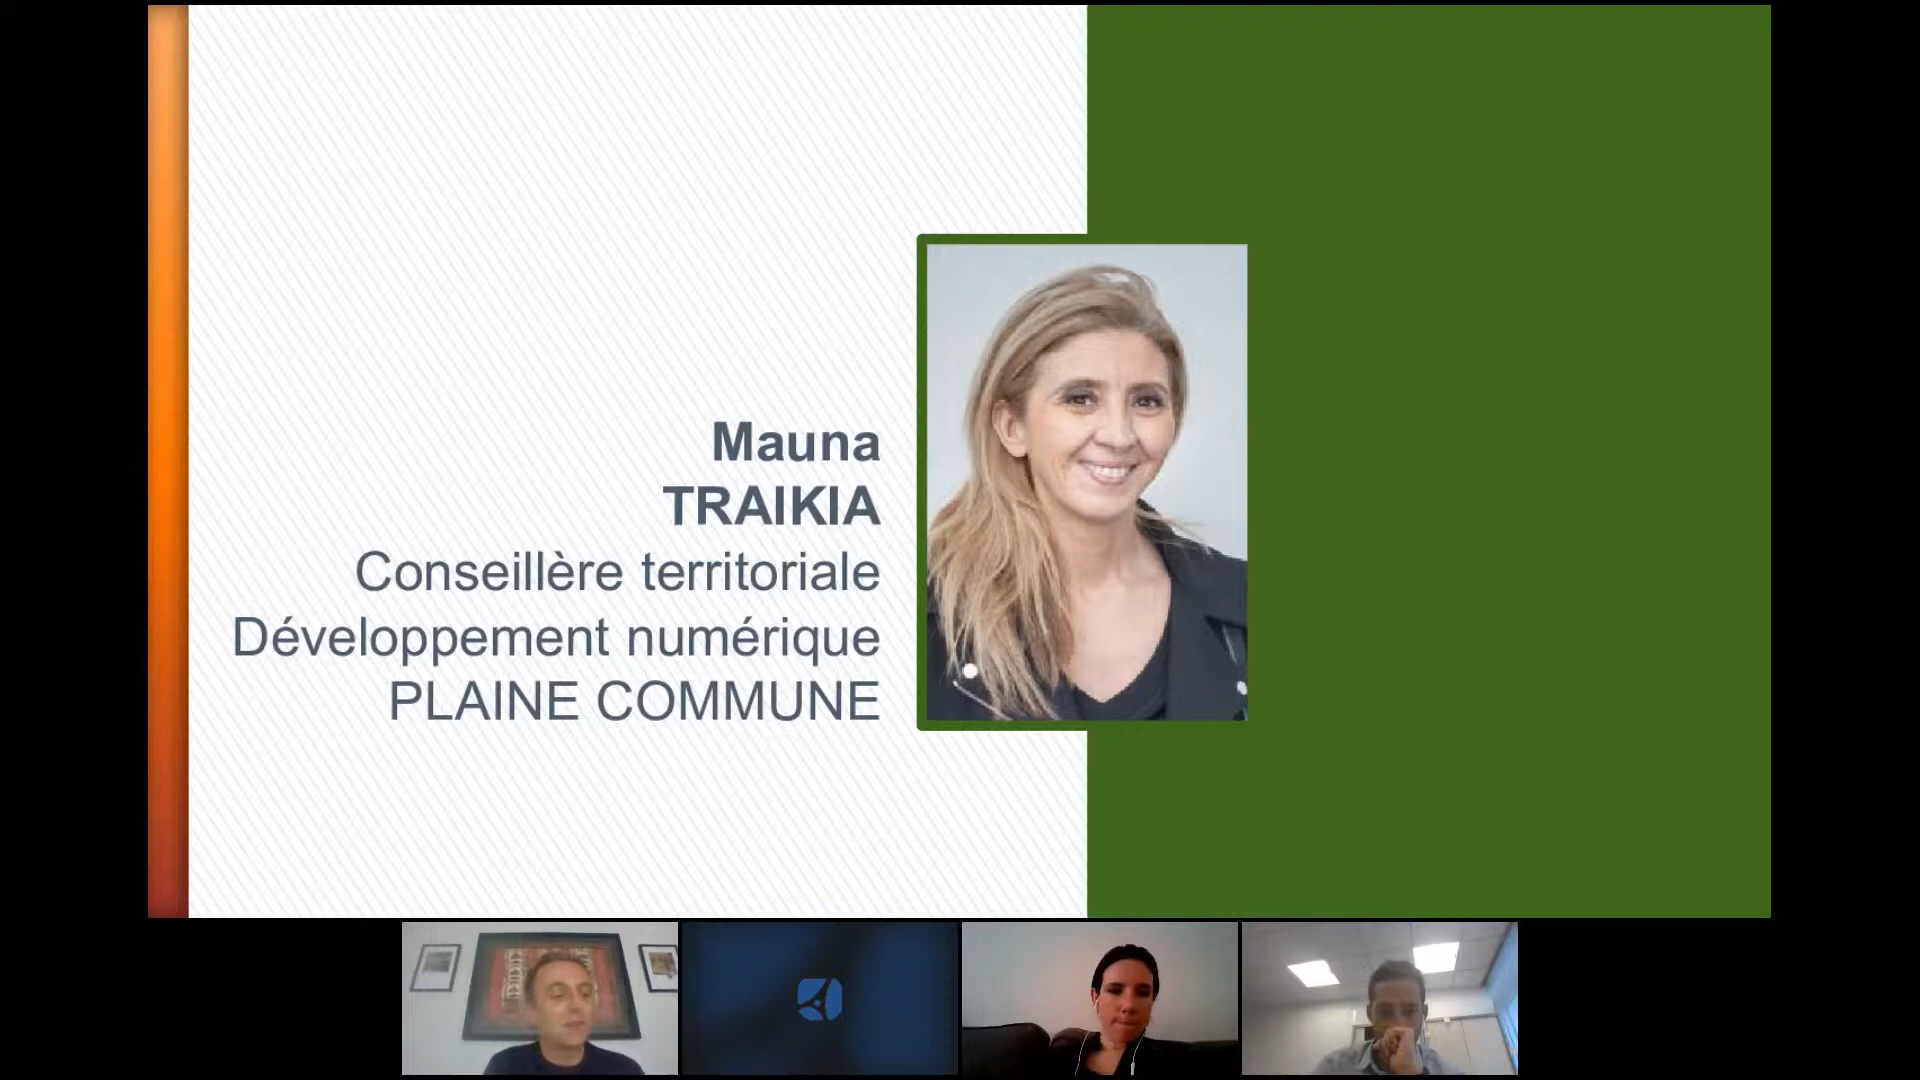 Mauna
TRAIKIA
Conseillère territoriale
Développement numérique
PLAINE COMMUNE